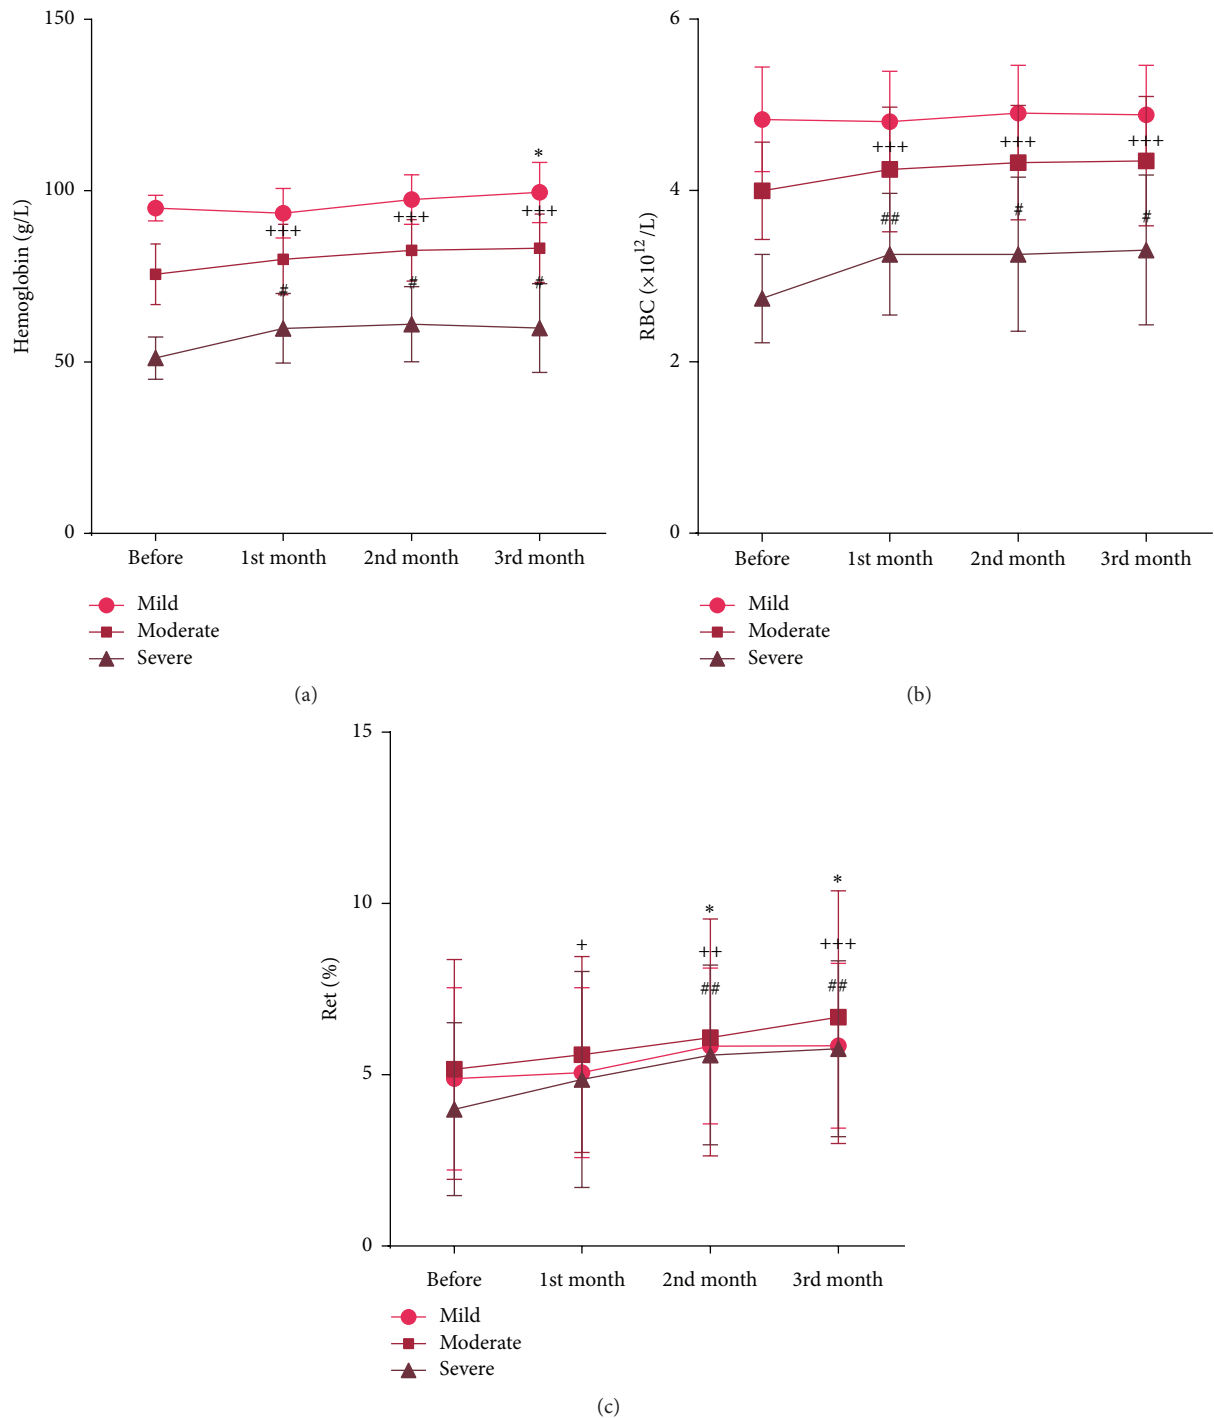 150
100
50
0
Hemoglobin (g/L)
*
+++
+++
+++
#
#
#
Before
1st month
2nd month
3rd month
Mild
Moderate
Severe
(a)
6
4
2
0
RBC (×10¹²/L)
+++
+++
+++
##
#
#
Before
1st month
2nd month
3rd month
Mild
Moderate
Severe
(b)
15
10
5
0
Ret (%)
*
*
+
++
+++
##
##
Before
1st month
2nd month
3rd month
Mild
Moderate
Severe
(c)